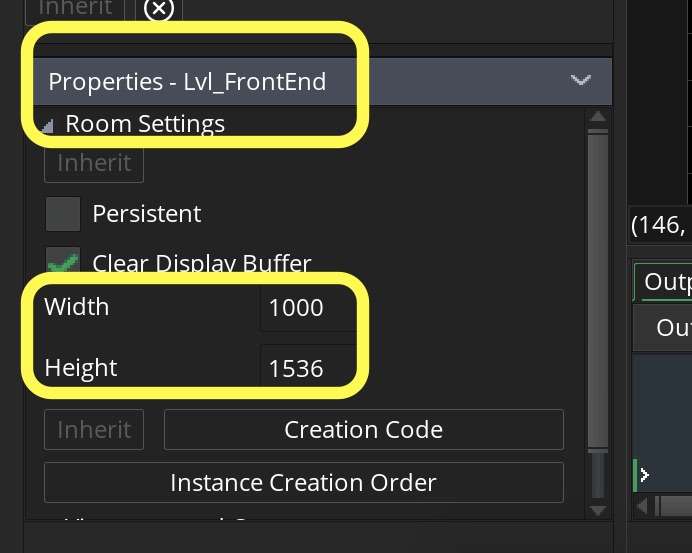 Inherit
Properties - Lvl_FrontEnd
Room Settings
Inherit
Persistent
(146,
Clear Display Buffer
Outp
Width 1000
Ou
Height 1536
Inherit Creation Code
Instance Creation Order